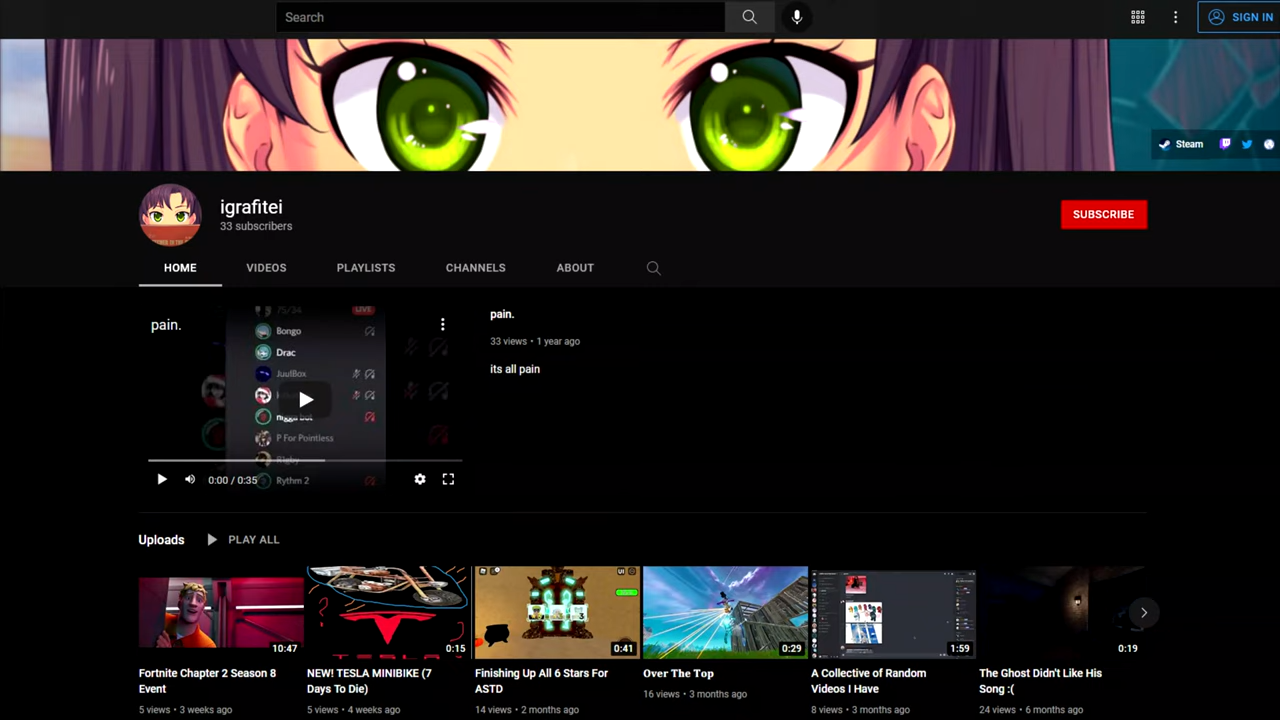 Search
SIGN IN
Steam
igrafitei
33 subscribers
SUBSCRIBE
HOME VIDEOS PLAYLISTS CHANNELS ABOUT
pain.
75/34 LIVE
Bongo
Drac
JuulBox
P For Pointless
Rythm 2
0:00 / 0:35
pain.
33 views • 1 year ago
its all pain
Uploads PLAY ALL
10:47
Fortnite Chapter 2 Season 8
Event
5 views • 3 weeks ago
0:15
NEW! TESLA MINIBIKE (7
Days To Die)
5 views • 4 weeks ago
UI
0:41
Finishing Up All 6 Stars For
ASTD
14 views • 2 months ago
0:29
Over The Top
16 views • 3 months ago
1:59
A Collective of Random
Videos I Have
8 views • 3 months ago
0:19
The Ghost Didn't Like His
Song :(
24 views • 6 months ago